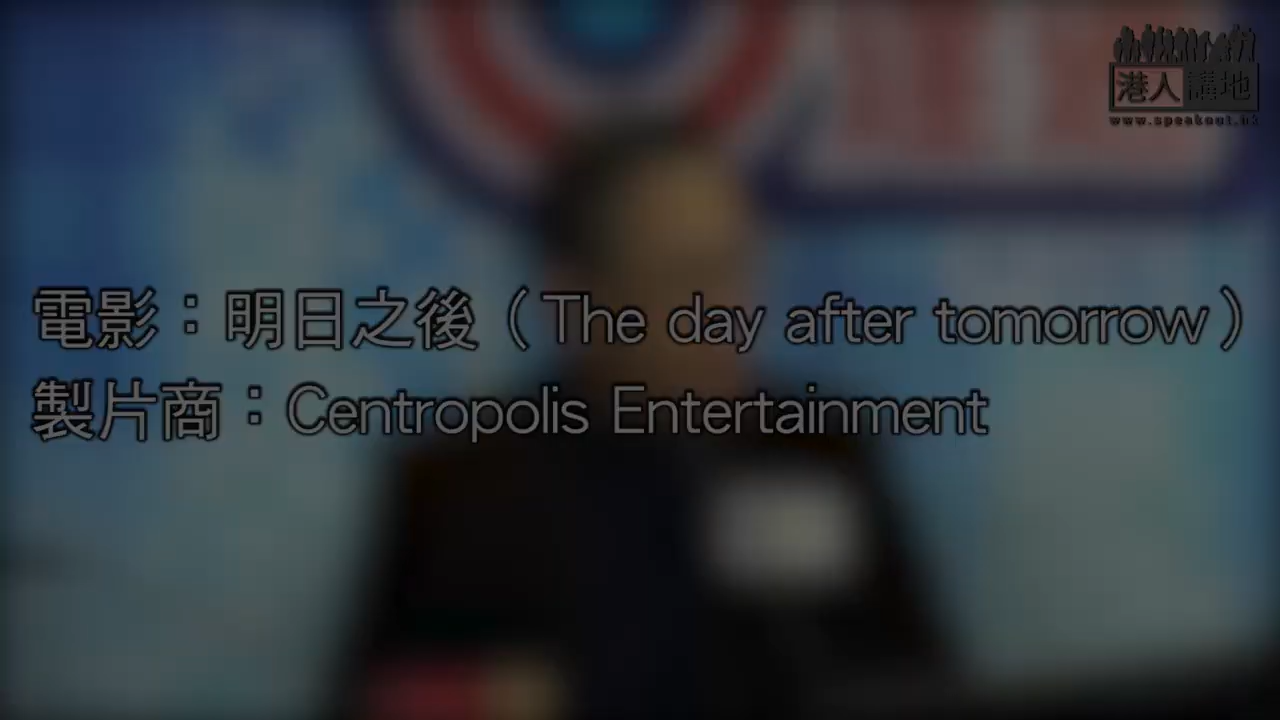 港人講地
www.speakout.hk
電影：明日之後（The day after tomorrow）
製片商：Centropolis Entertainment